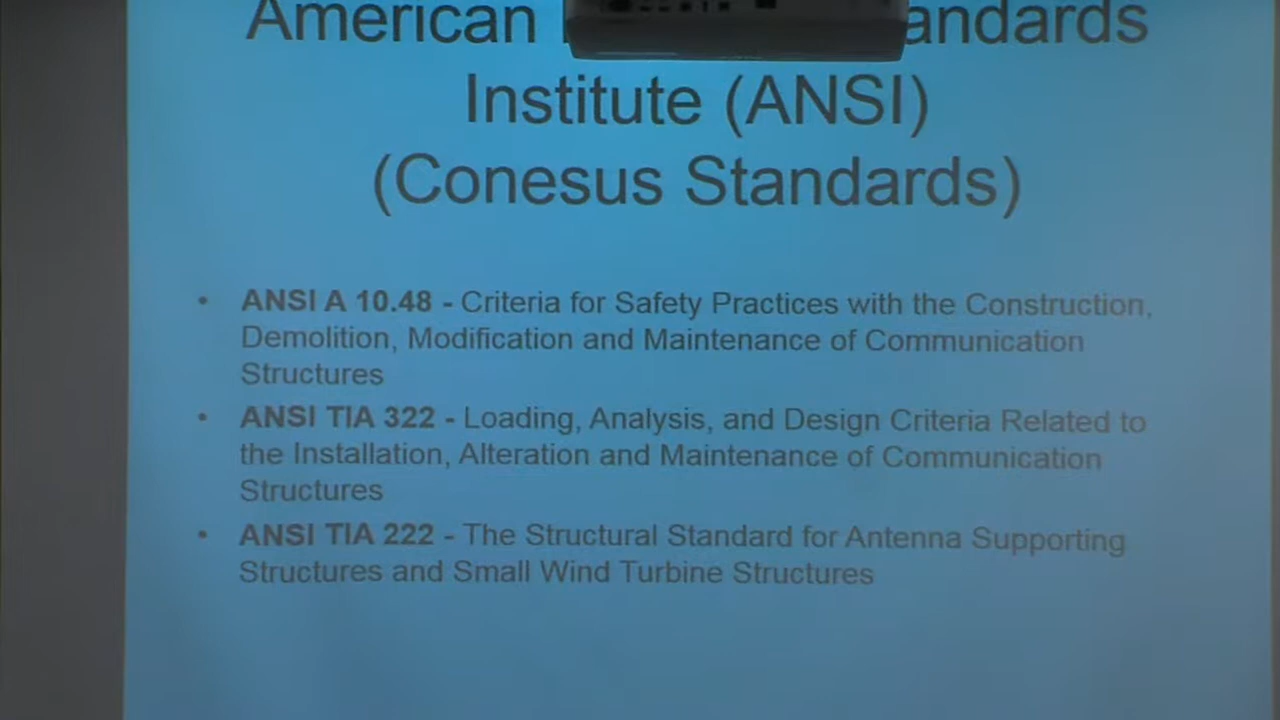 American andards
Institute (ANSI)
(Conesus Standards)
• ANSI A 10.48 - Criteria for Safety Practices with the Construction,
Demolition, Modification and Maintenance of Communication
Structures
• ANSI TIA 322 - Loading, Analysis, and Design Criteria Related to
the Installation, Alteration and Maintenance of Communication
Structures
• ANSI TIA 222 - The Structural Standard for Antenna Supporting
Structures and Small Wind Turbine Structures